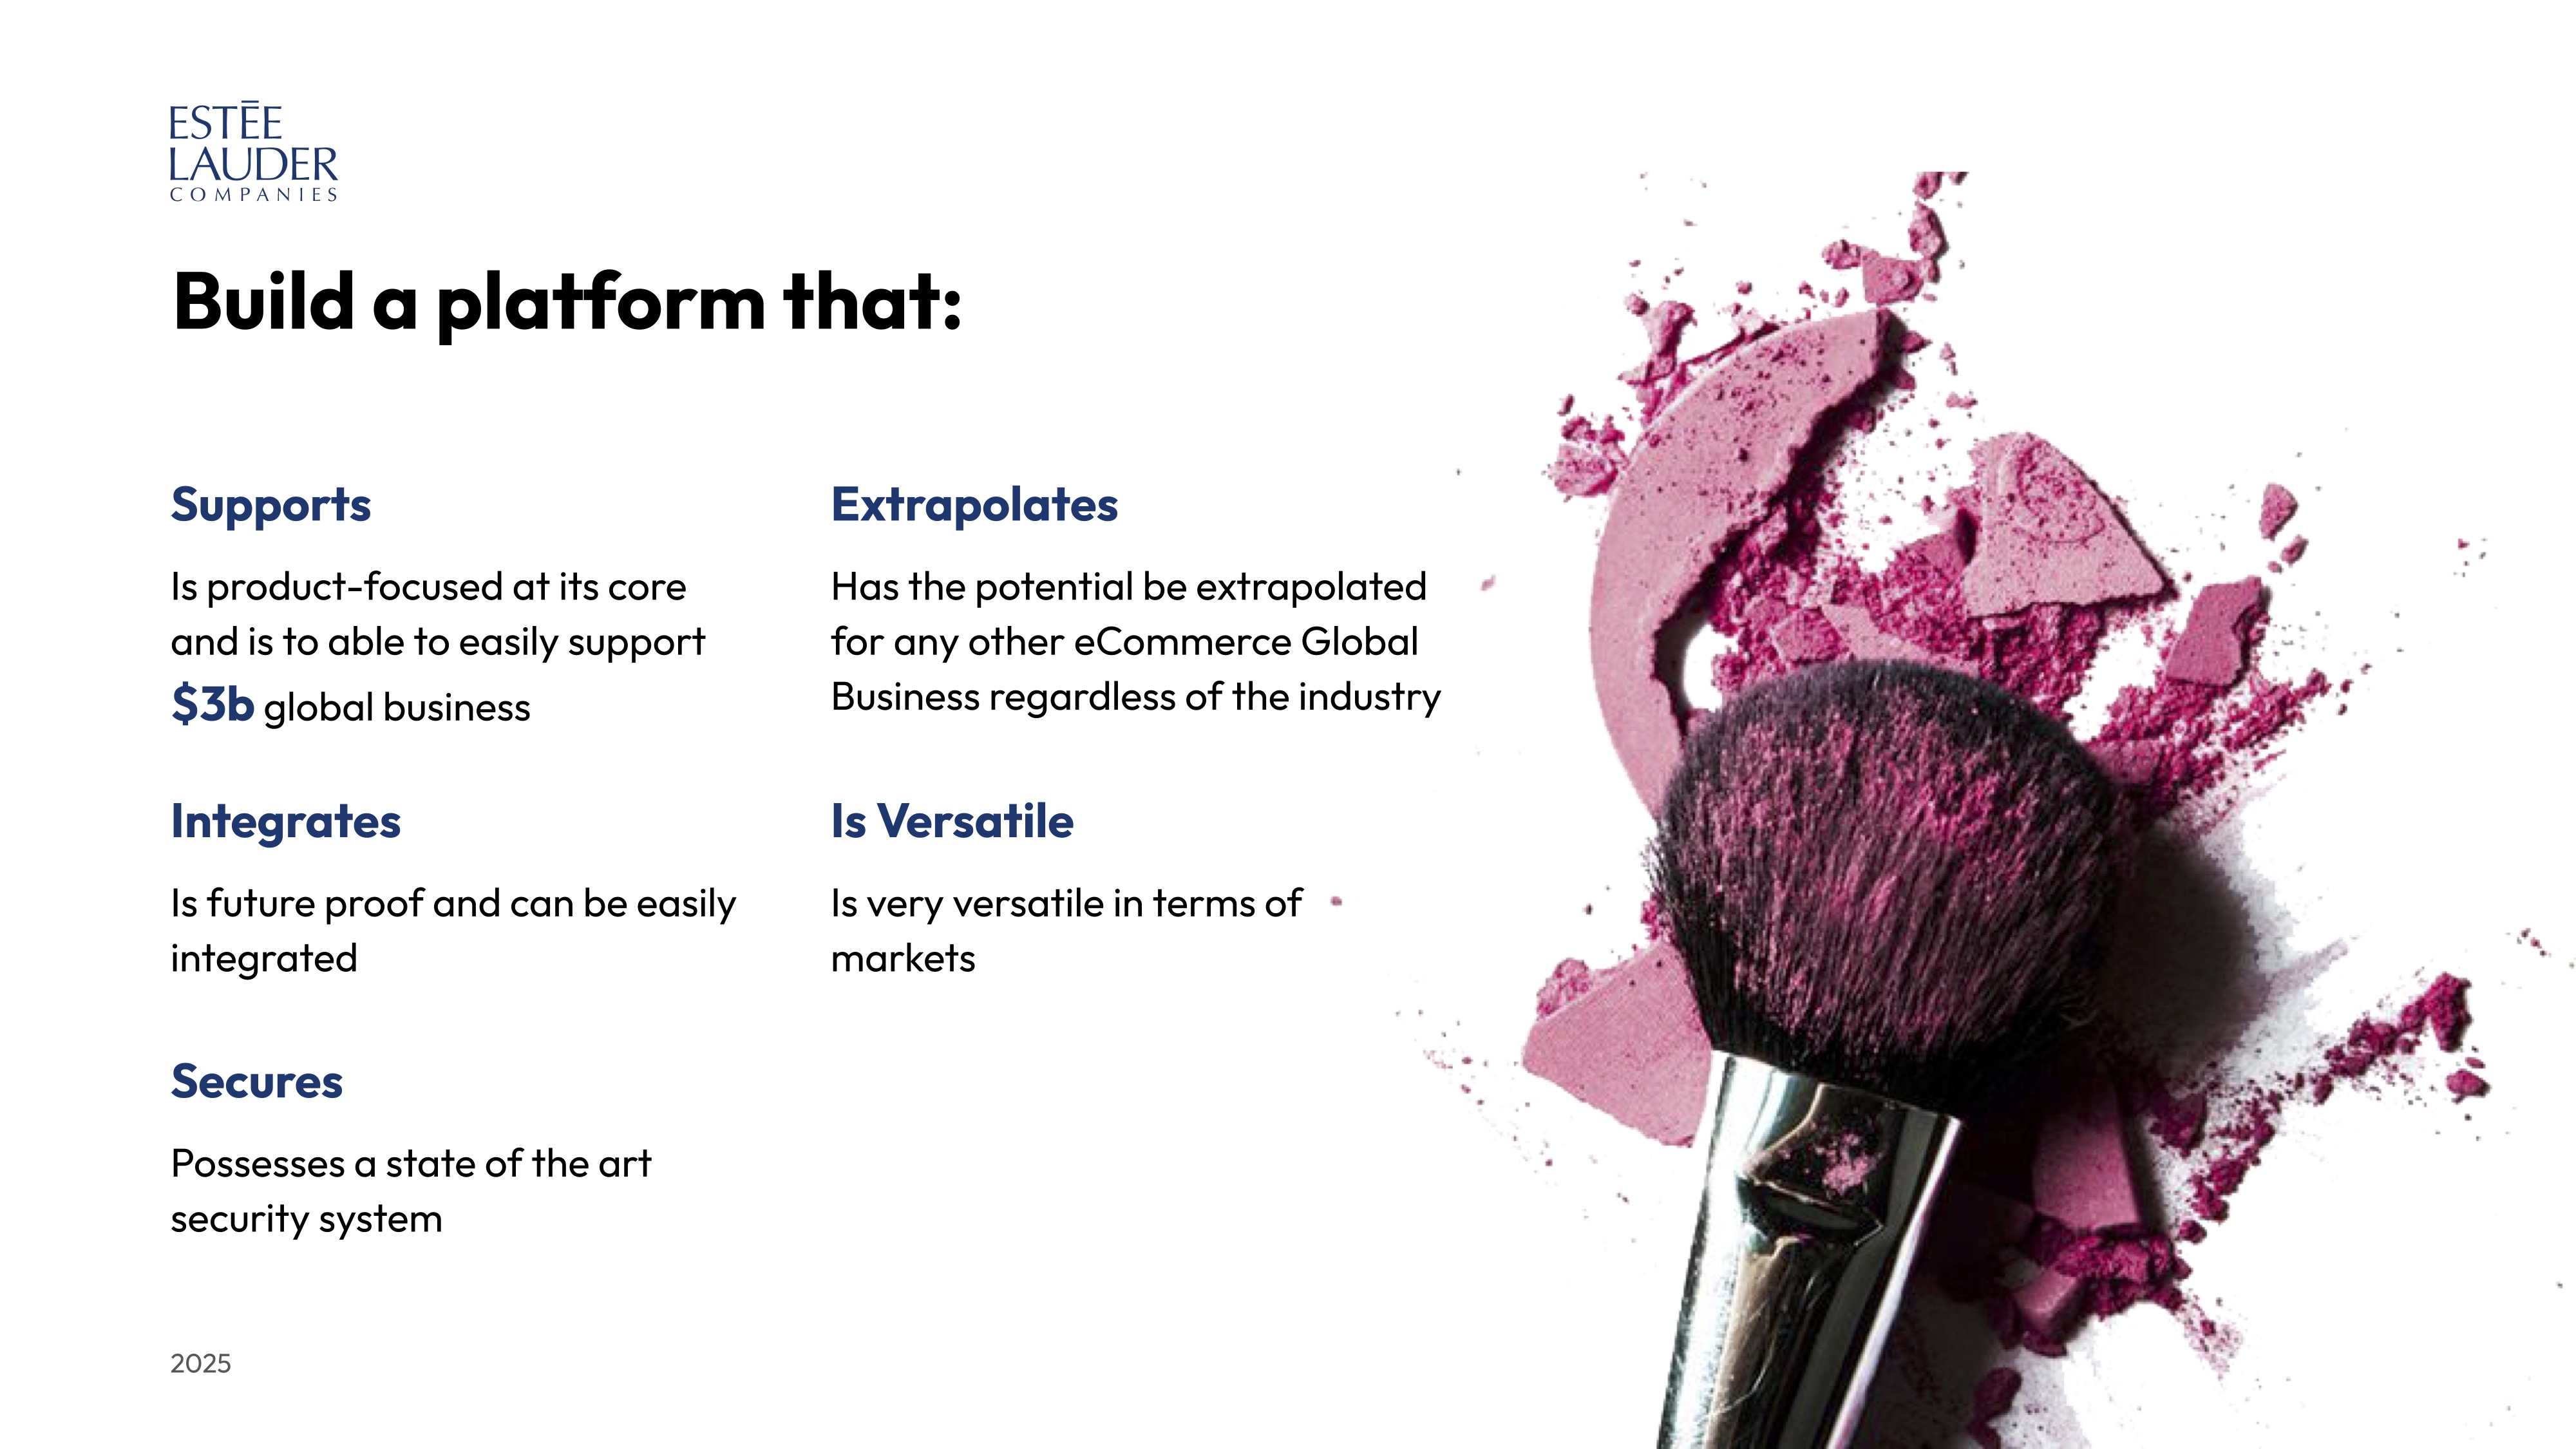 ESTĒE
LAUDER
COMPANIES
Build a platform that:
Supports
Is product-focused at its core
and is to able to easily support
$3b global business
Integrates
Is future proof and can be easily
integrated
Secures
Possesses a state of the art
security system
Extrapolates
Has the potential be extrapolated
for any other eCommerce Global
Business regardless of the industry
Is Versatile
Is very versatile in terms of
markets
2025